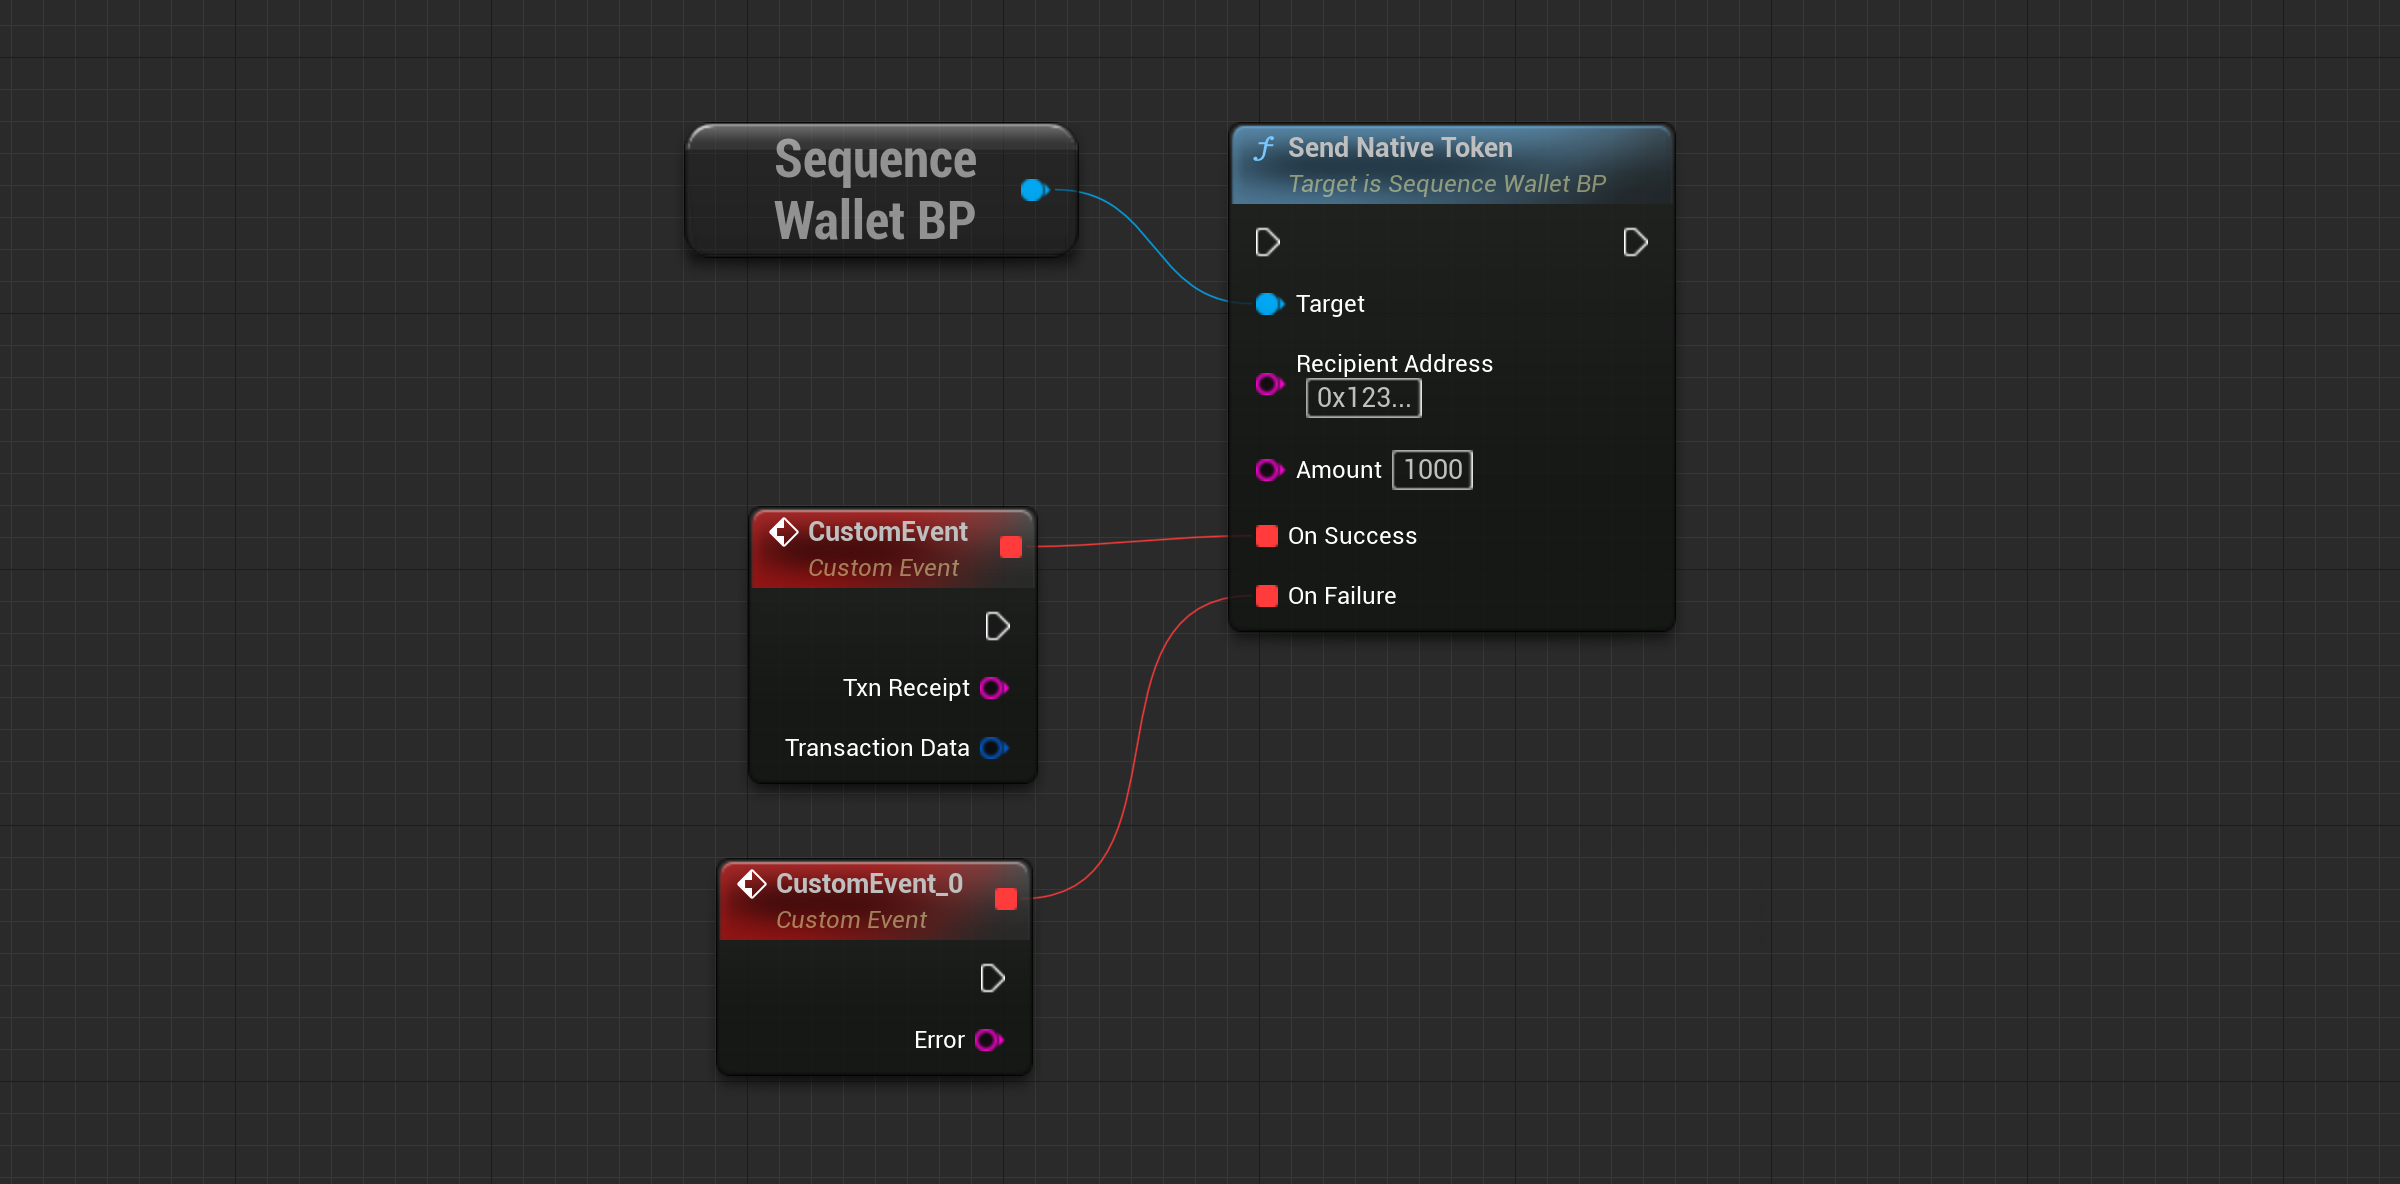 Sequence
Wallet BP
Send Native Token
Target is Sequence Wallet BP
Target
Recipient Address
0x123...
Amount 1000
On Success
On Failure
CustomEvent
Custom Event
Txn Receipt
Transaction Data
CustomEvent_0
Custom Event
Error